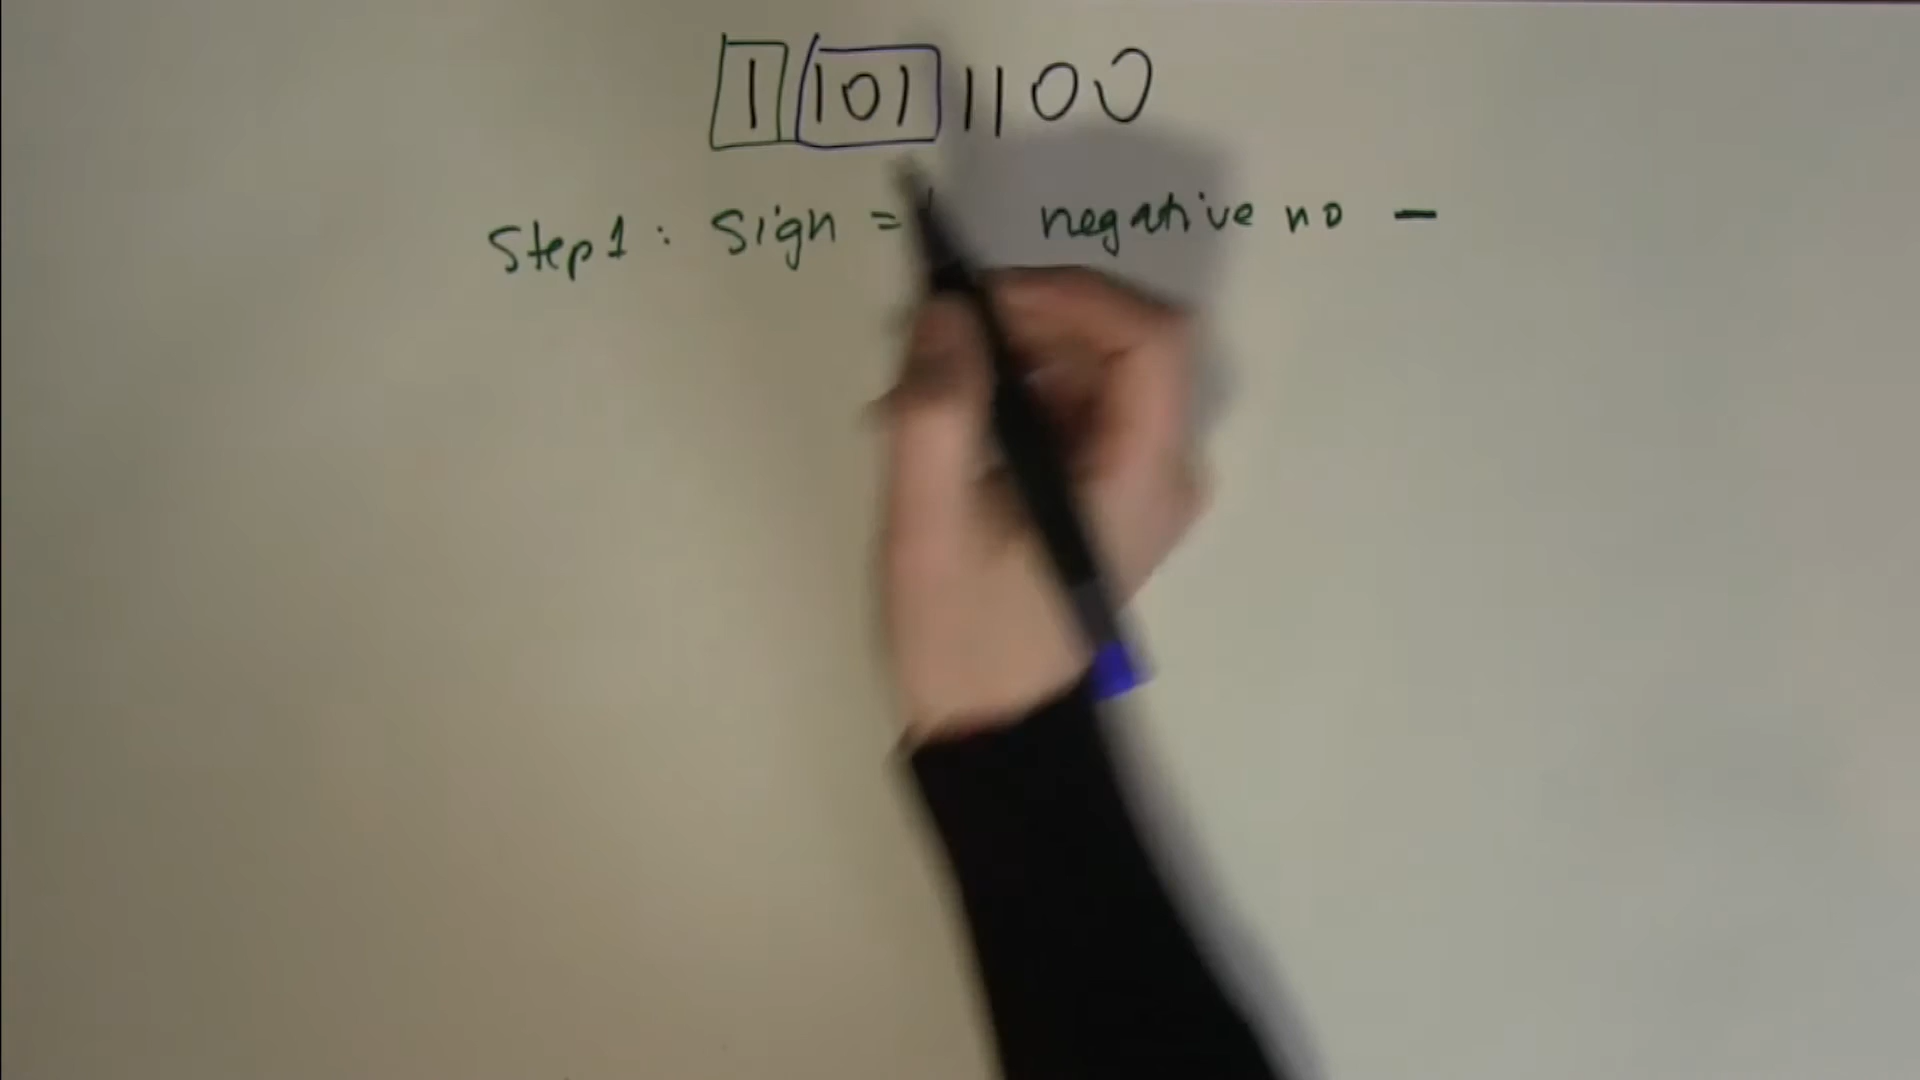 1 101 1100
Step 1 : Sign = negative no -